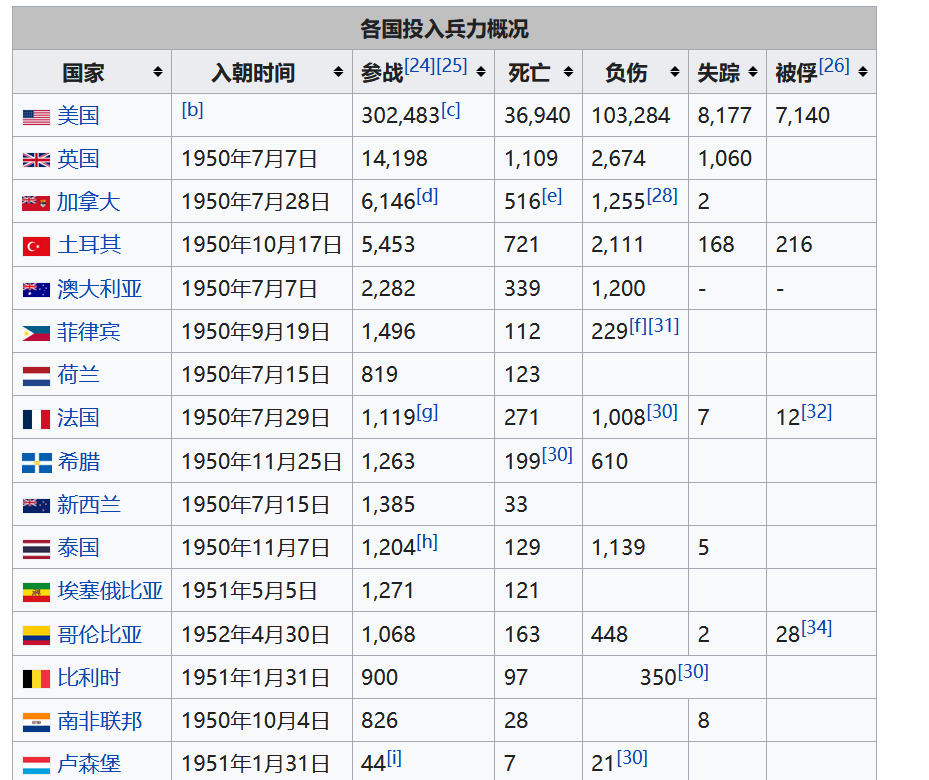 各国投入兵力概况
国家 入朝时间 参战[24][25] 死亡 负伤 失踪 被俘[26]
美国 [b] 302,483[c] 36,940 103,284 8,177 7,140
英国 1950年7月7日 14,198 1,109 2,674 1,060
加拿大 1950年7月28日 6,146[d] 516[e] 1,255[28] 2
土耳其 1950年10月17日 5,453 721 2,111 168 216
澳大利亚 1950年7月7日 2,282 339 1,200 - -
菲律宾 1950年9月19日 1,496 112 229[f][31]
荷兰 1950年7月15日 819 123
法国 1950年7月29日 1,119[g] 271 1,008[30] 7 12[32]
希腊 1950年11月25日 1,263 199[30] 610
新西兰 1950年7月15日 1,385 33
泰国 1950年11月7日 1,204[h] 129 1,139 5
埃塞俄比亚 1951年5月5日 1,271 121
哥伦比亚 1952年4月30日 1,068 163 448 2 28[34]
比利时 1951年1月31日 900 97 350[30]
南非联邦 1950年10月4日 826 28 8
卢森堡 1951年1月31日 44[i] 7 21[30]